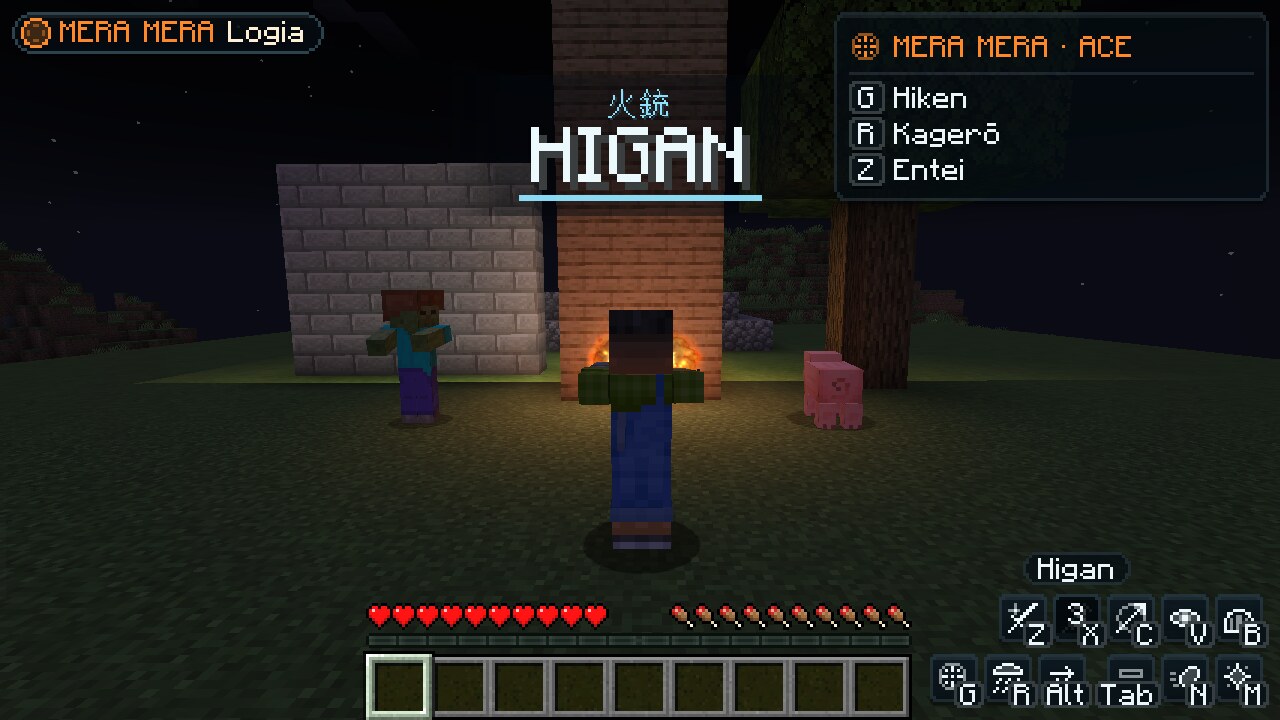 MERA MERA Logia
MERA MERA · ACE
G Hiken
R Kagerō
Z Entei
火銃
HIGAN
Higan
Z 3 X C V B
G R Alt Tab N M